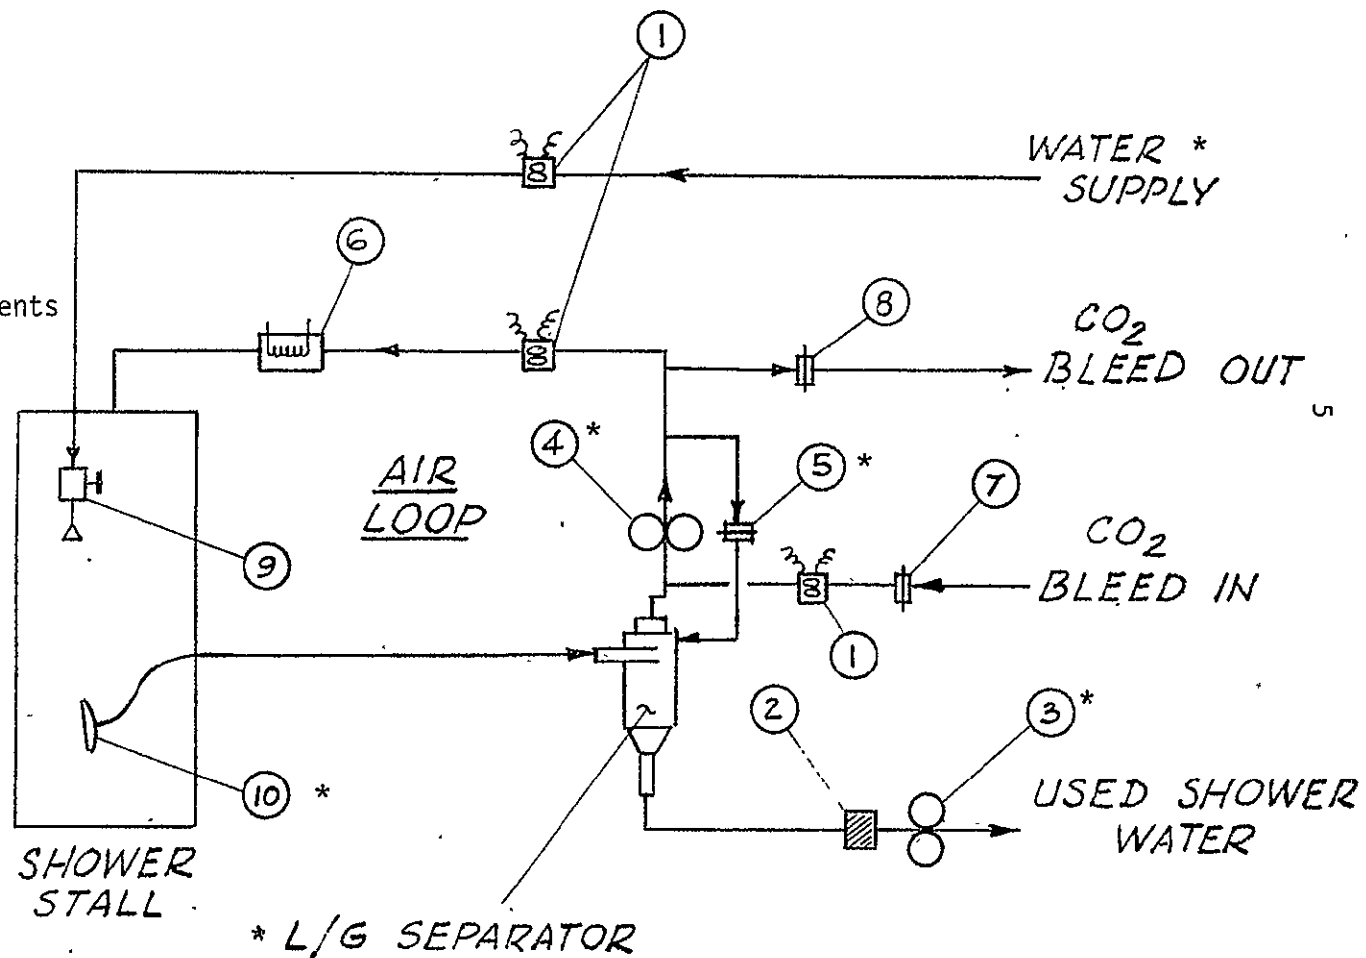 1
WATER *
SUPPLY
6
ents
8
CO2
BLEED OUT
5
4 *
AIR
LOOP
5 *
7
CO2
BLEED IN
9
1
2
3 *
10 *
USED SHOWER
WATER
SHOWER
STALL
* L/G SEPARATOR